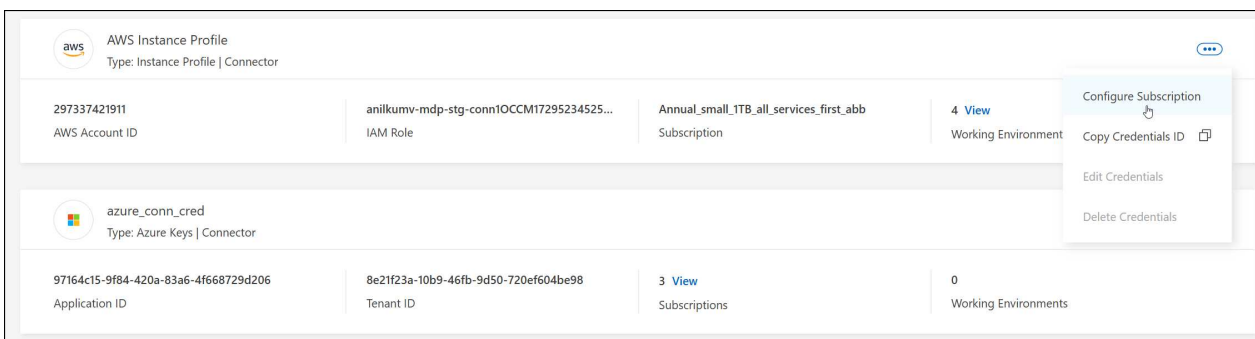 aws
AWS Instance Profile
Type: Instance Profile | Connector
297337421911
AWS Account ID
anilkumv-mdp-stg-conn1OCCM17295234525...
IAM Role
Annual_small_1TB_all_services_first_abb
Subscription
4 View
Working Environment
Configure Subscription
Copy Credentials ID
Edit Credentials
Delete Credentials
azure_conn_cred
Type: Azure Keys | Connector
97164c15-9f84-420a-83a6-4f668729d206
Application ID
8e21f23a-10b9-46fb-9d50-720ef604be98
Tenant ID
3 View
Subscriptions
0
Working Environments